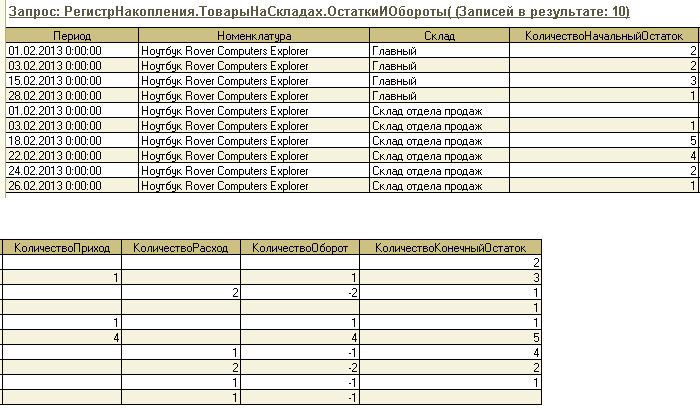 Запрос: РегистрНакопления.ТоварыНаСкладах.ОстаткиИОбороты( (Записей в результате: 10)
Период Номенклатура Склад КоличествоНачальныйОстаток
01.02.2013 0:00:00 Ноутбук Rover Computers Explorer Главный 2
03.02.2013 0:00:00 Ноутбук Rover Computers Explorer Главный 2
15.02.2013 0:00:00 Ноутбук Rover Computers Explorer Главный 3
28.02.2013 0:00:00 Ноутбук Rover Computers Explorer Главный 1
01.02.2013 0:00:00 Ноутбук Rover Computers Explorer Склад отдела продаж
03.02.2013 0:00:00 Ноутбук Rover Computers Explorer Склад отдела продаж 1
18.02.2013 0:00:00 Ноутбук Rover Computers Explorer Склад отдела продаж 5
22.02.2013 0:00:00 Ноутбук Rover Computers Explorer Склад отдела продаж 4
24.02.2013 0:00:00 Ноутбук Rover Computers Explorer Склад отдела продаж 2
26.02.2013 0:00:00 Ноутбук Rover Computers Explorer Склад отдела продаж 1
КоличествоПриход КоличествоРасход КоличествоОборот КоличествоКонечныйОстаток
2
1 1 3
2 -2 1
1
1 1 1
4 4 5
1 -1 4
2 -2 2
1 -1 1
1 -1